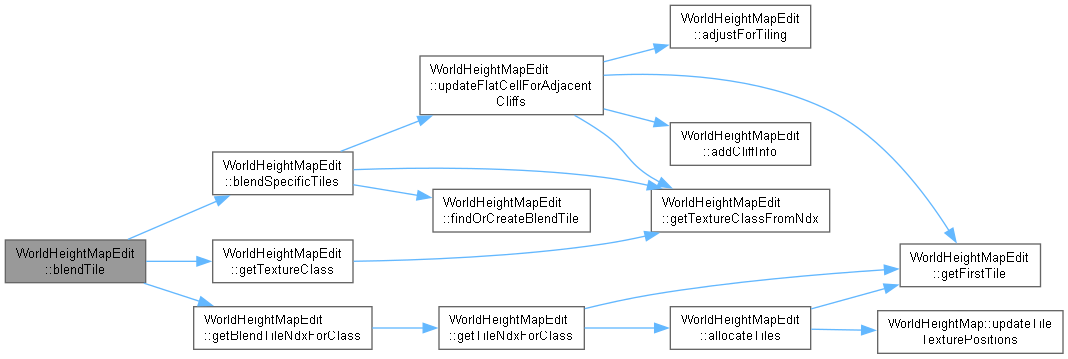 WorldHeightMapEdit
::adjustForTiling
WorldHeightMapEdit
::updateFlatCellForAdjacent
Cliffs
WorldHeightMapEdit
::addCliffInfo
WorldHeightMapEdit
::blendSpecificTiles
WorldHeightMapEdit
::findOrCreateBlendTile
WorldHeightMapEdit
::getTextureClassFromNdx
WorldHeightMapEdit
::blendTile
WorldHeightMapEdit
::getTextureClass
WorldHeightMapEdit
::getFirstTile
WorldHeightMapEdit
::getBlendTileNdxForClass
WorldHeightMapEdit
::getTileNdxForClass
WorldHeightMapEdit
::allocateTiles
WorldHeightMap::updateTile
TexturePositions